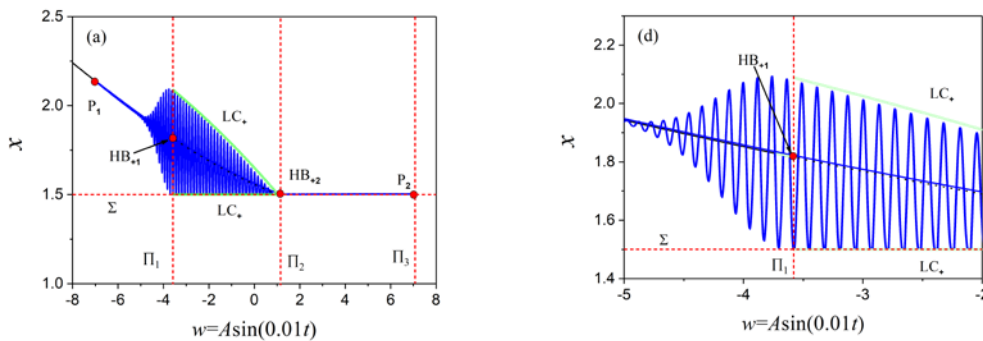 (a)
2.5
2.0
1.5
1.0
x
P₁
HB₊₁
LC₊
HB₊₂
P₂
Σ
LC₊
Π₁
Π₂
Π₃
-8 -6 -4 -2 0 2 4 6 8
w=Asin(0.01t)
(d)
2.2
2.0
1.8
1.6
1.4
x
HB₊₁
LC₊
Σ
Π₁
LC₊
-5 -4 -3 -2
w=Asin(0.01t)